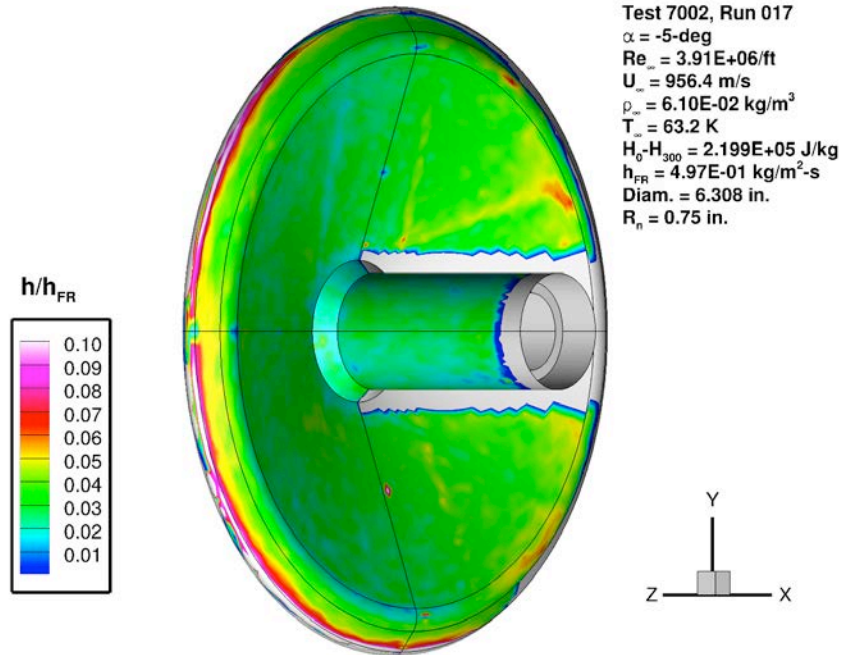 Test 7002, Run 017
α = -5-deg
Re∞ = 3.91E+06/ft
U∞ = 956.4 m/s
ρ∞ = 6.10E-02 kg/m³
T∞ = 63.2 K
H₀-H₃₀₀ = 2.199E+05 J/kg
h_FR = 4.97E-01 kg/m²-s
Diam. = 6.308 in.
Rₙ = 0.75 in.
h/h_FR
0.10
0.09
0.08
0.07
0.06
0.05
0.04
0.03
0.02
0.01
Y
Z X